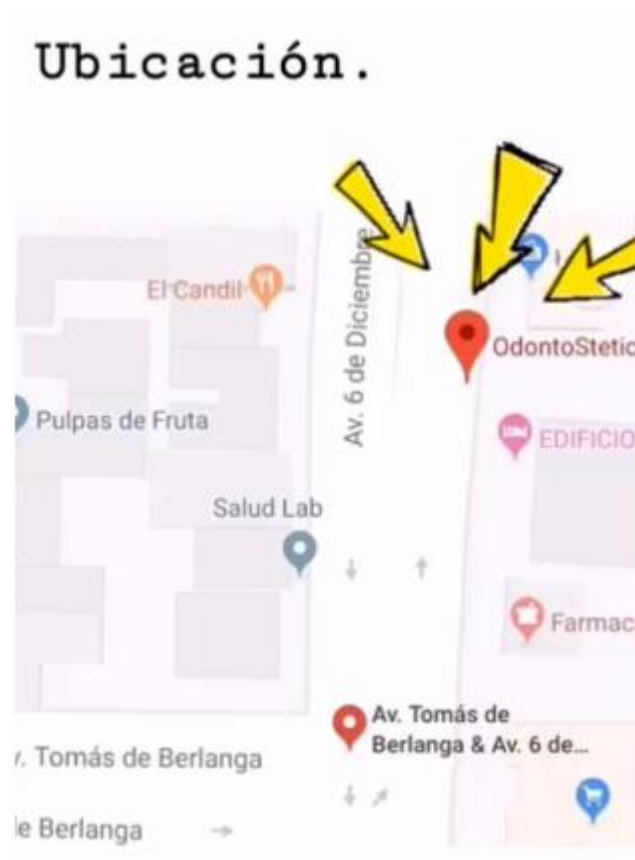 Ubicación.
El Candil
Av. 6 de Diciembre
OdontoStetic
Pulpas de Fruta
EDIFICIO
Salud Lab
Farmac
Av. Tomás de
Berlanga & Av. 6 de...
. Tomás de Berlanga
de Berlanga